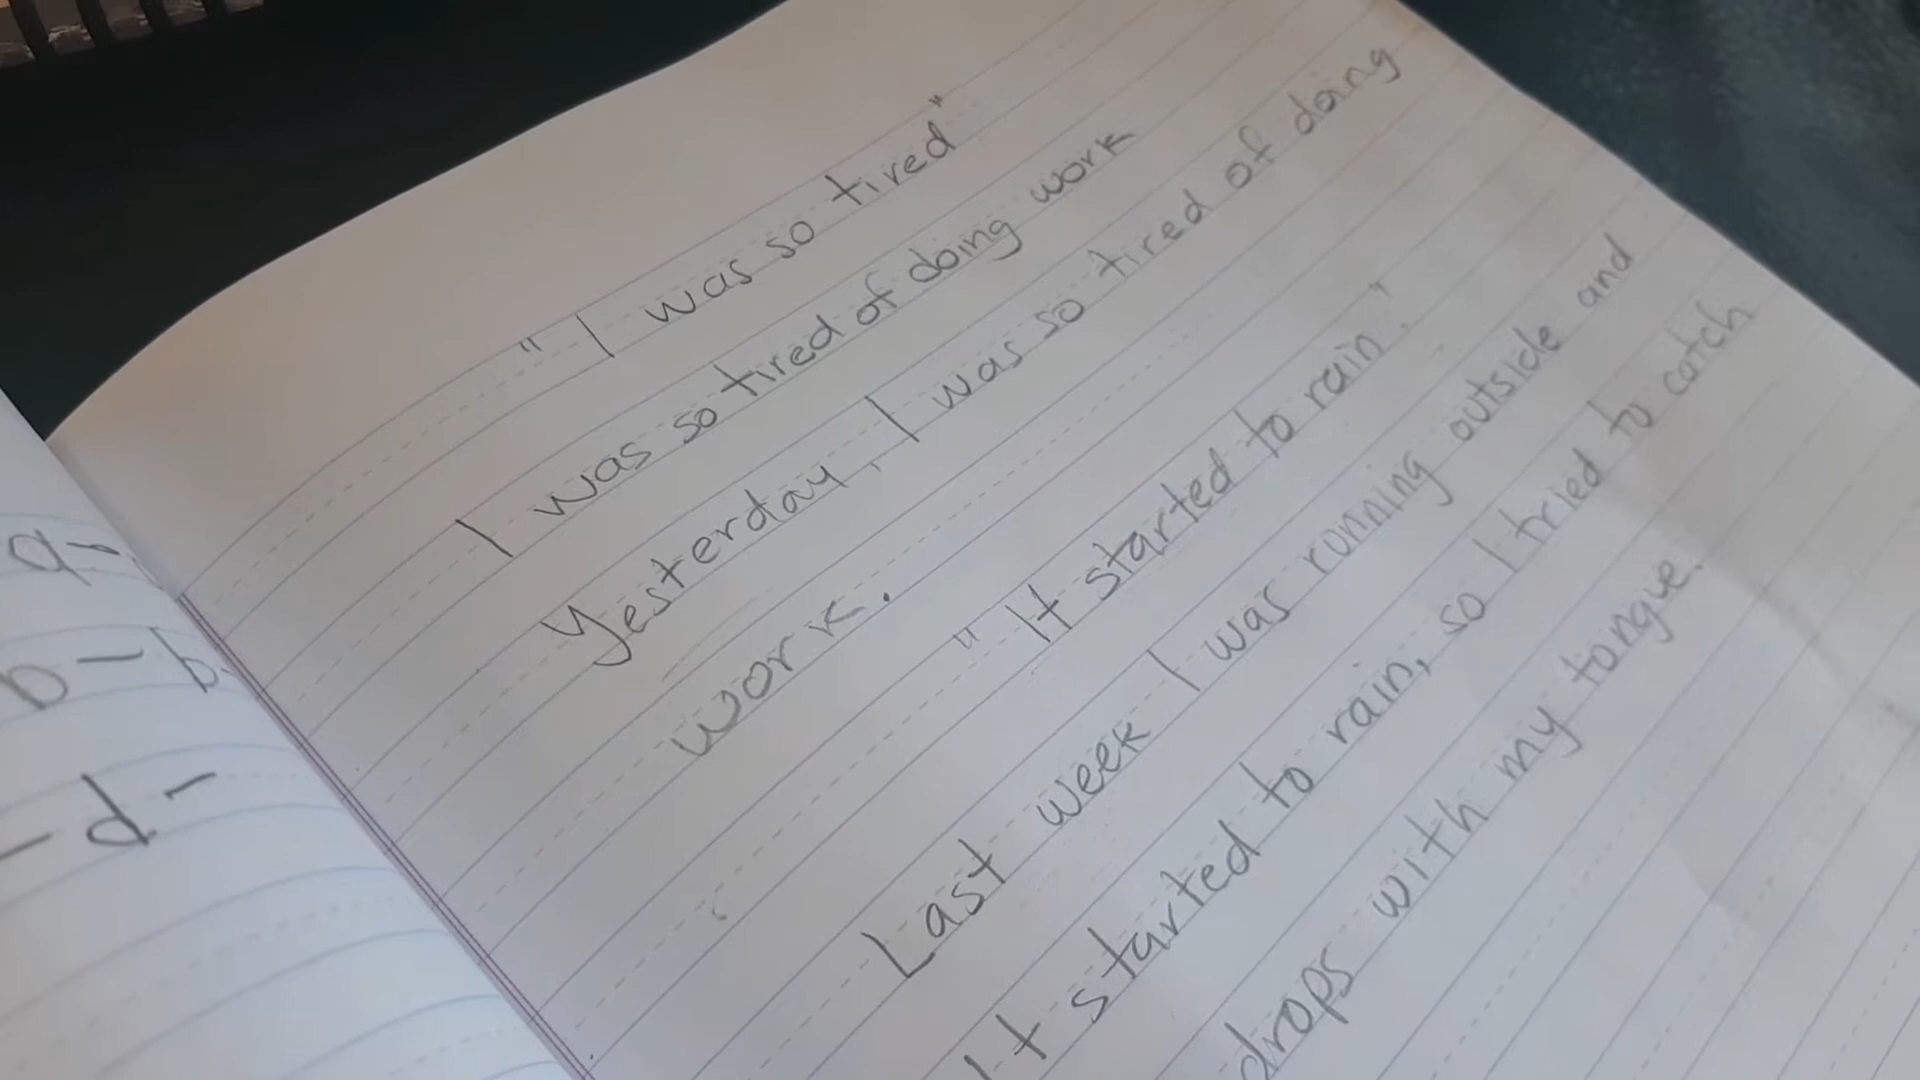 " I was so tired"
I was so tired of doing work
Yesterday, I was so tired of doing
work.
" It started to rain."
Last week I was running outside and
It started to rain, so I tried to catch
drops with my tongue.